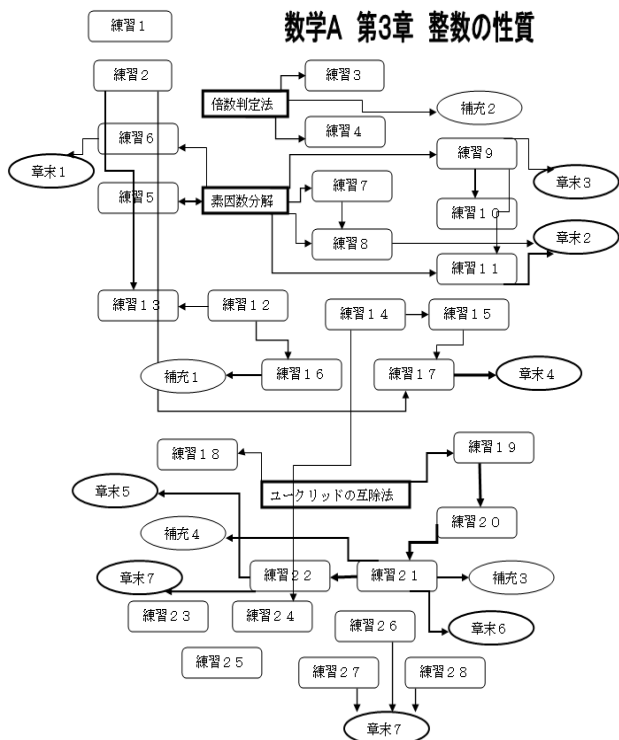 数学A 第3章 整数の性質
練習1
練習2
練習3
倍数判定法
補充2
練習4
練習6
練習9
章末1
章末3
練習7
練習5
素因数分解
練習10
練習8
章末2
練習11
練習13
練習12
練習14
練習15
補充1
練習16
練習17
章末4
練習18
練習19
ユークリッドの互除法
章末5
練習20
補充4
章末7
練習22
練習21
補充3
練習23
練習24
練習26
章末6
練習25
練習27
練習28
章末7